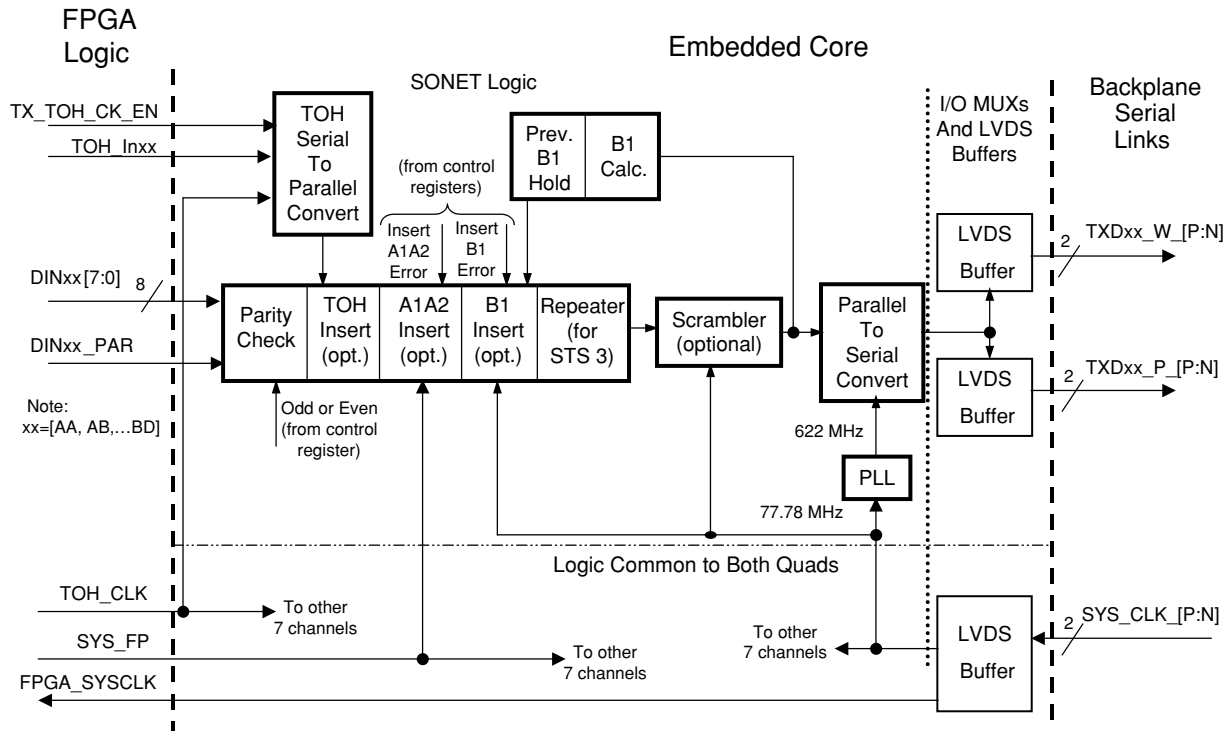 FPGA
Logic
Embedded Core
SONET Logic
I/O MUXs
And LVDS
Buffers
Backplane
Serial
Links
TX_TOH_CK_EN
TOH_Inxx
TOH
Serial
To
Parallel
Convert
(from control
registers)
Prev.
B1
Hold
B1
Calc.
Insert
A1A2
Error
Insert
B1
Error
LVDS
Buffer
2
TXDxx_W_[P:N]
DINxx[7:0]
8
DINxx_PAR
Parity
Check
TOH
Insert
(opt.)
A1A2
Insert
(opt.)
B1
Insert
(opt.)
Repeater
(for
STS 3)
Scrambler
(optional)
Parallel
To
Serial
Convert
LVDS
Buffer
2
TXDxx_P_[P:N]
Note:
xx=[AA, AB,...BD]
Odd or Even
(from control
register)
622 MHz
PLL
77.78 MHz
Logic Common to Both Quads
TOH_CLK
To other
7 channels
SYS_FP
To other
7 channels
To other
7 channels
LVDS
Buffer
2
SYS_CLK_[P:N]
FPGA_SYSCLK